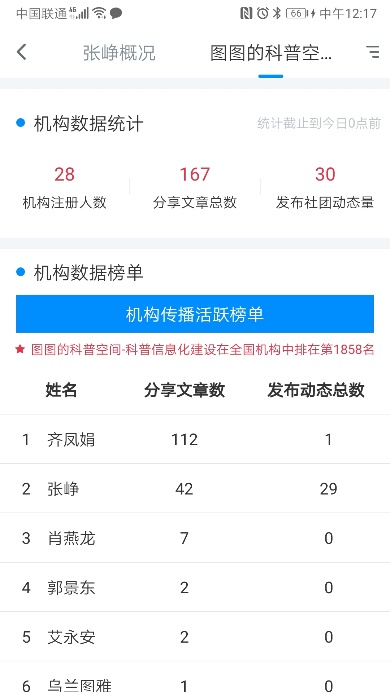 中国联通 4G 66 中午12:17
张峥概况 图图的科普空...
机构数据统计 统计截止到今日0点前
28 167 30
机构注册人数 分享文章总数 发布社团动态量
机构数据榜单
机构传播活跃榜单
图图的科普空间-科普信息化建设在全国机构中排在第1858名
姓名 分享文章数 发布动态总数
1 齐凤娟 112 1
2 张峥 42 29
3 肖燕龙 7 0
4 郭景东 2 0
5 艾永安 2 0
6 乌兰图雅 1 0